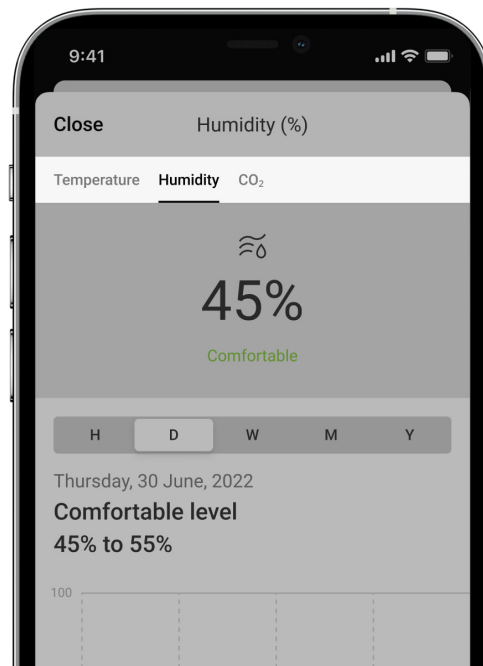 9:41
Close Humidity (%)
Temperature Humidity CO₂
45%
Comfortable
H D W M Y
Thursday, 30 June, 2022
Comfortable level
45% to 55%
100